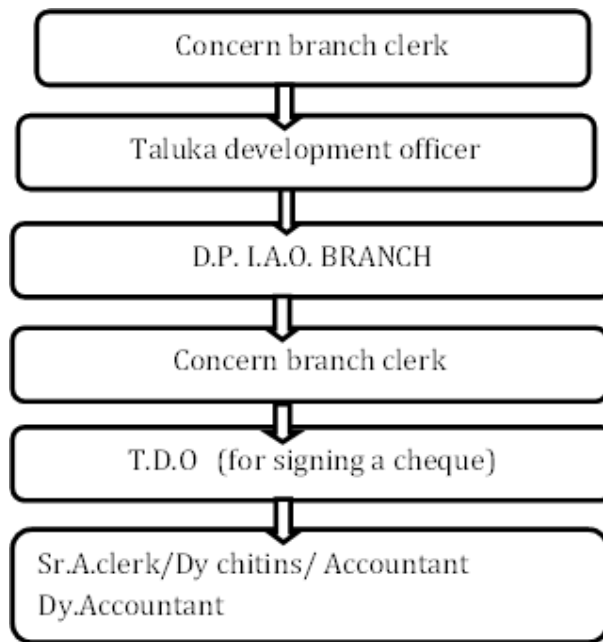 Concern branch clerk
Taluka development officer
D.P. I.A.O. BRANCH
Concern branch clerk
T.D.O (for signing a cheque)
Sr.A.clerk/Dy chitins/ Accountant
Dy.Accountant